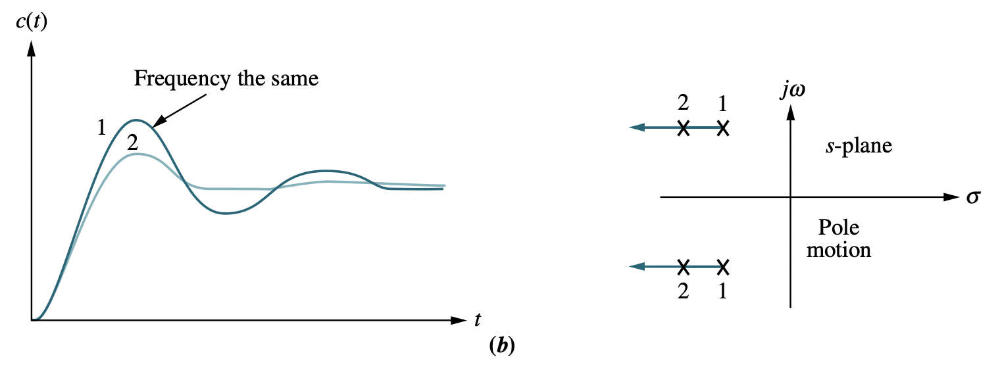 c(t)
Frequency the same
1
2
t
jω
2 1
s-plane
σ
Pole
motion
2 1
(b)